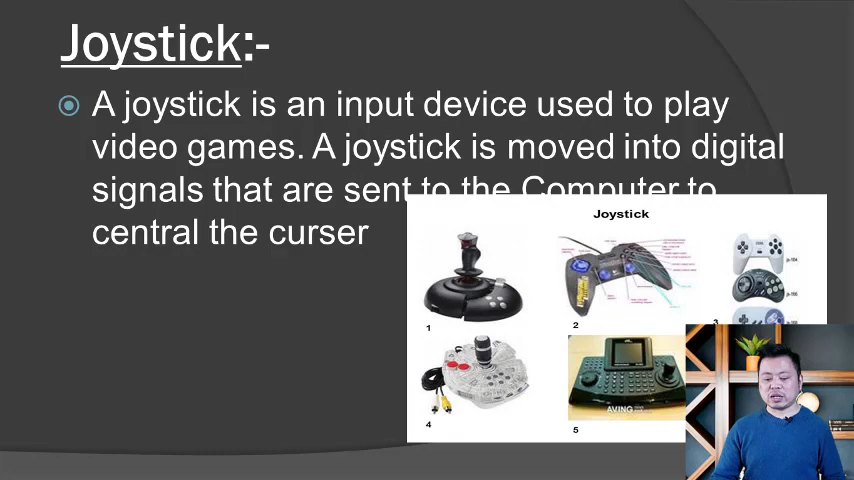 Joystick:-
A joystick is an input device used to play
video games. A joystick is moved into digital
signals that are sent to the Computer to
central the curser
Joystick
1
2
3
4
5
AVING